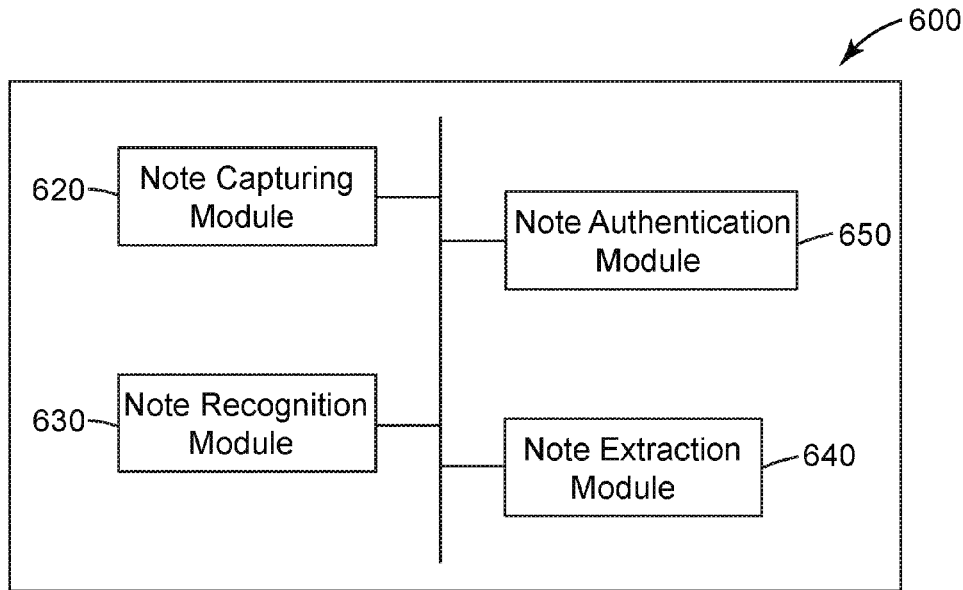 600
620
Note Capturing
Module
Note Authentication
Module
650
630
Note Recognition
Module
Note Extraction
Module
640